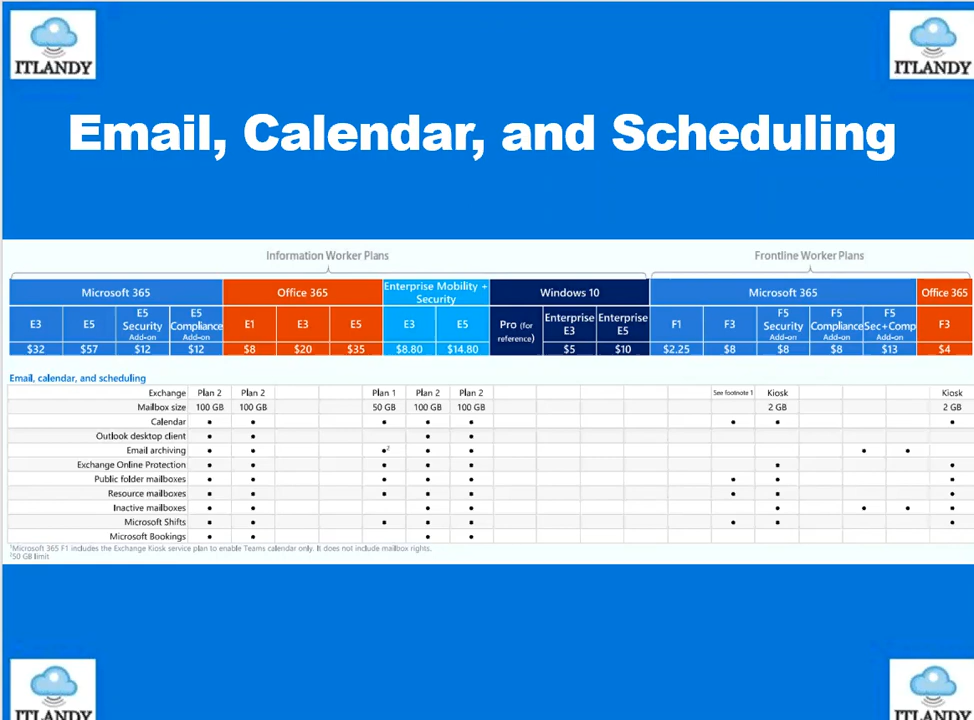 ITLANDY
ITLANDY
Email, Calendar, and Scheduling
Information Worker Plans Frontline Worker Plans
Microsoft 365 Office 365 Enterprise Mobility + Security Windows 10 Microsoft 365 Office 365
E3 E5 E5 Security Add-on E5 Compliance Add-on E1 E3 E5 E3 E5 Pro (for reference) Enterprise E3 Enterprise E5 F1 F3 F5 Security Add-on F5 Compliance Add-on F5 Sec+Comp Add-on F3
$32 $57 $12 $12 $8 $20 $35 $8.80 $14.80 $5 $10 $2.25 $8 $8 $8 $13 $4
Email, calendar, and scheduling
Exchange Plan 2 Plan 2 Plan 1 Plan 2 Plan 2 See footnote 1 Kiosk Kiosk
Mailbox size 100 GB 100 GB 50 GB 100 GB 100 GB 2 GB 2 GB
Calendar • • • • • • • •
Outlook desktop client • • • •
Email archiving • • •² • • • •
Exchange Online Protection • • • • • • •
Public folder mailboxes • • • • • • • •
Resource mailboxes • • • • • • • •
Inactive mailboxes • • • • • • • •
Microsoft Shifts • • • • • • • •
Microsoft Bookings • • • •
¹Microsoft 365 F1 includes the Exchange Kiosk service plan to enable Teams calendar only. It does not include mailbox rights.
²50 GB limit
ITLANDY
ITLANDY